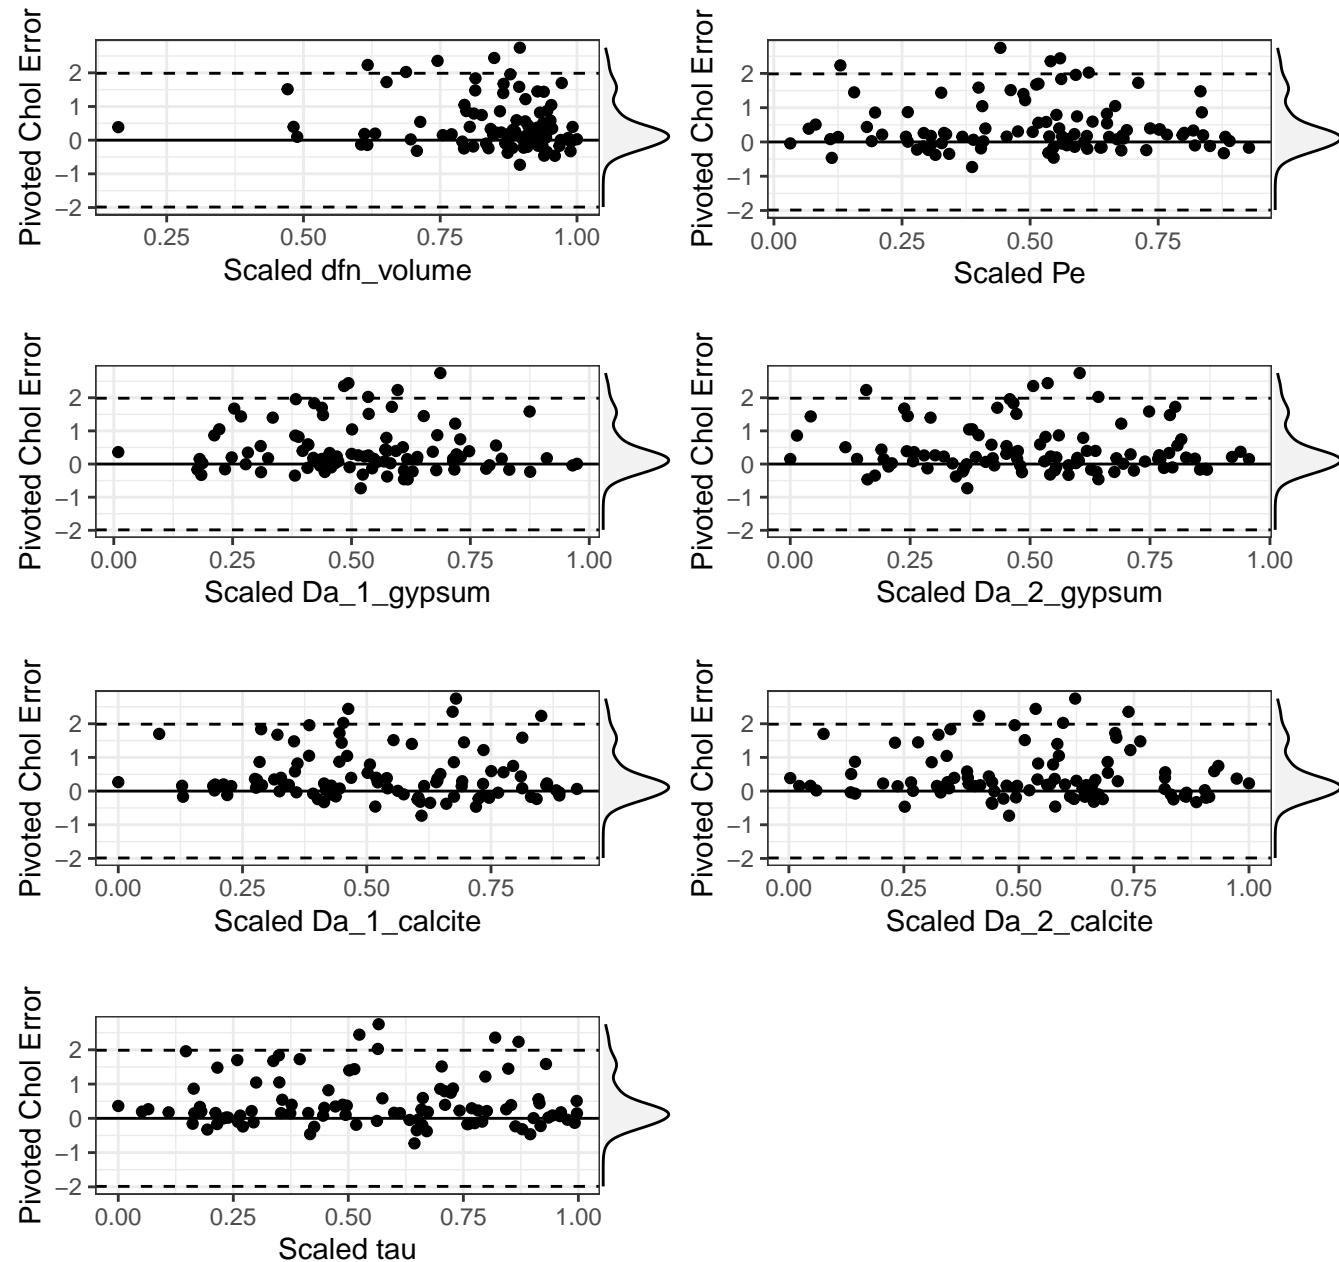 Pivoted Chol Error
2
1
0
−1
−2
0.25 0.50 0.75 1.00
Scaled dfn_volume
Pivoted Chol Error
2
1
0
−1
−2
0.00 0.25 0.50 0.75
Scaled Pe
Pivoted Chol Error
2
1
0
−1
−2
0.00 0.25 0.50 0.75 1.00
Scaled Da_1_gypsum
Pivoted Chol Error
2
1
0
−1
−2
0.00 0.25 0.50 0.75 1.00
Scaled Da_2_gypsum
Pivoted Chol Error
2
1
0
−1
−2
0.00 0.25 0.50 0.75
Scaled Da_1_calcite
Pivoted Chol Error
2
1
0
−1
−2
0.00 0.25 0.50 0.75 1.00
Scaled Da_2_calcite
Pivoted Chol Error
2
1
0
−1
−2
0.00 0.25 0.50 0.75 1.00
Scaled tau